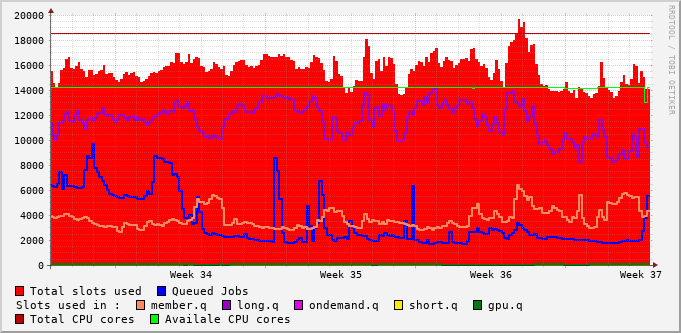 20000
18000
16000
14000
12000
10000
8000
6000
4000
2000
0
Week 34 Week 35 Week 36 Week 37
Total slots used Queued Jobs
Slots used in : member.q long.q ondemand.q short.q gpu.q
Total CPU cores Availale CPU cores
RRDTOOL / TOBI OETIKER